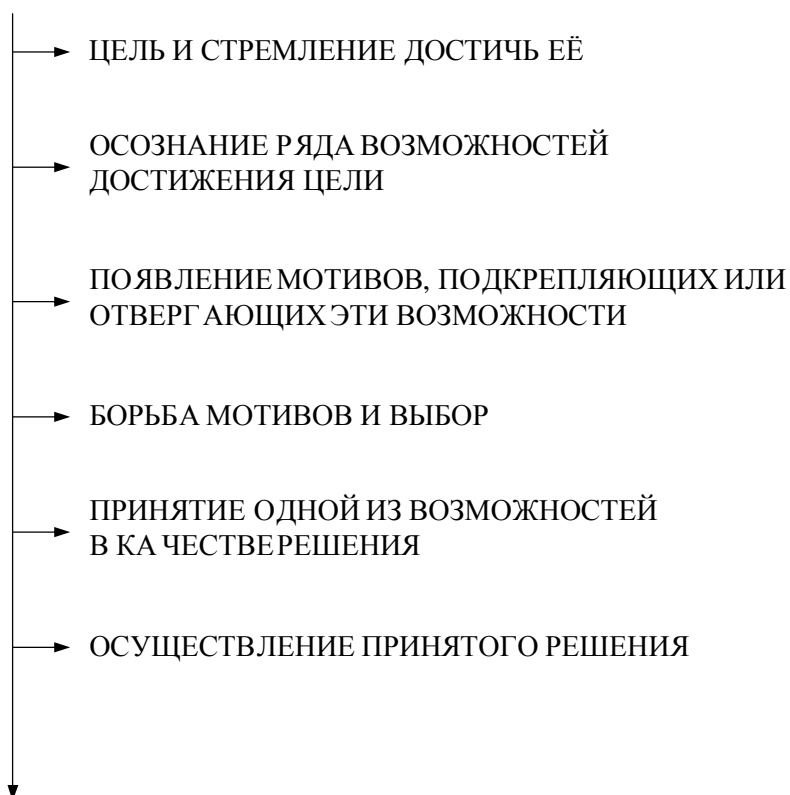 ЦЕЛЬ И СТРЕМЛЕНИЕ ДОСТИЧЬ ЕЁ
ОСОЗНАНИЕ РЯДА ВОЗМОЖНОСТЕЙ
ДОСТИЖЕНИЯ ЦЕЛИ
ПОЯВЛЕНИЕ МОТИВОВ, ПОДКРЕПЛЯЮЩИХ ИЛИ
ОТВЕРГАЮЩИХ ЭТИ ВОЗМОЖНОСТИ
БОРЬБА МОТИВОВ И ВЫБОР
ПРИНЯТИЕ ОДНОЙ ИЗ ВОЗМОЖНОСТЕЙ
В КАЧЕСТВЕ РЕШЕНИЯ
ОСУЩЕСТВЛЕНИЕ ПРИНЯТОГО РЕШЕНИЯ